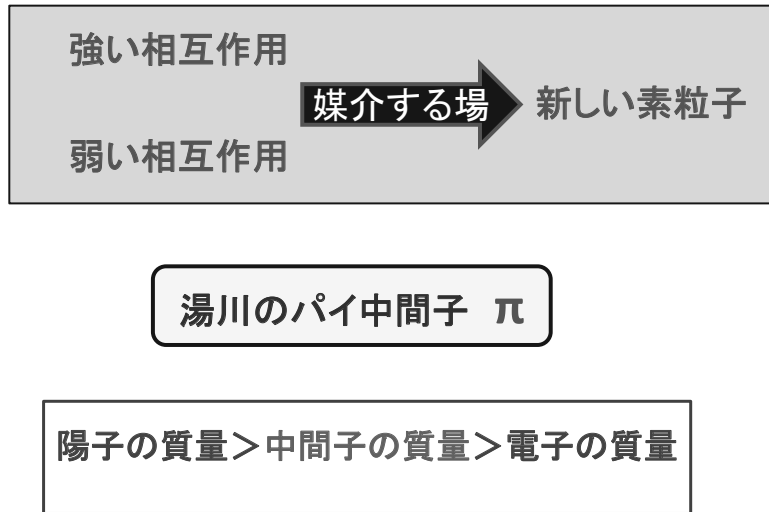 強い相互作用
媒介する場
新しい素粒子
弱い相互作用
湯川のパイ中間子 π
陽子の質量＞中間子の質量＞電子の質量